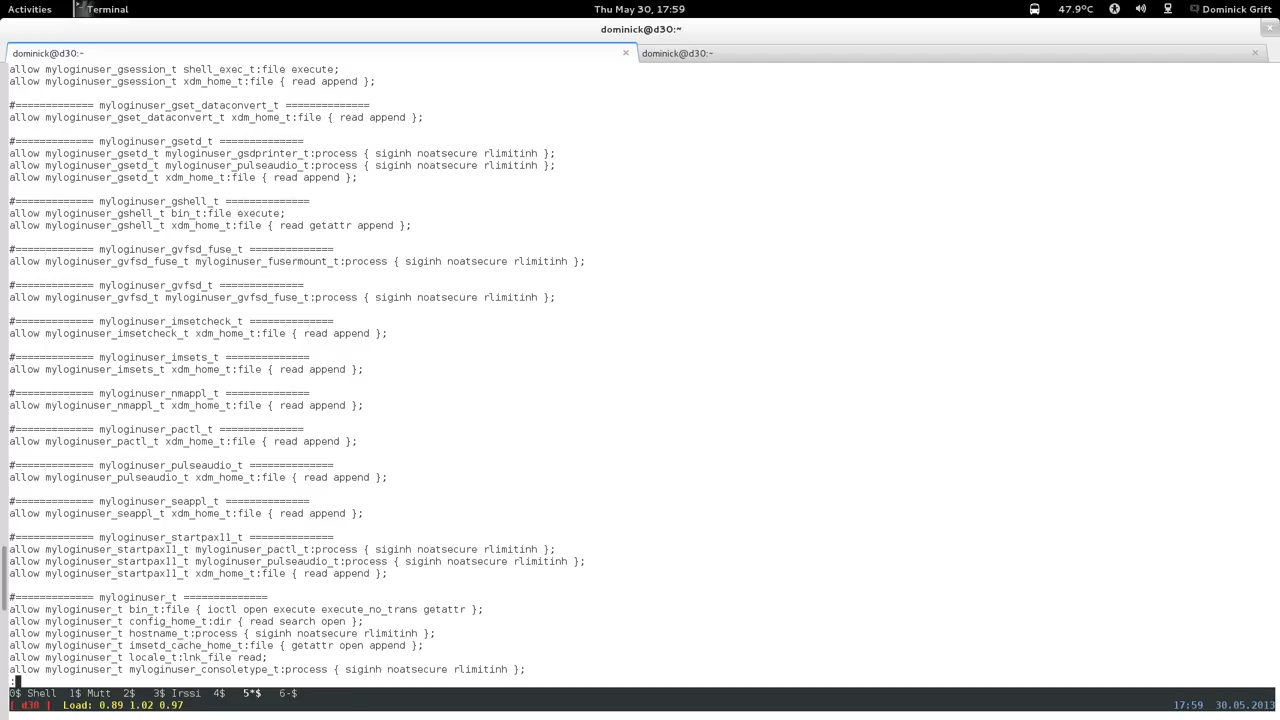 Activities Terminal Thu May 30, 17:59 47.9°C Dominick Grift
dominick@d30:~
dominick@d30:~ dominick@d30:~
allow myloginuser_gsession_t shell_exec_t:file execute;
allow myloginuser_gsession_t xdm_home_t:file { read append };
#============= myloginuser_gset_dataconvert_t ==============
allow myloginuser_gset_dataconvert_t xdm_home_t:file { read append };
#============= myloginuser_gsetd_t ==============
allow myloginuser_gsetd_t myloginuser_gsdprinter_t:process { siginh noatsecure rlimitinh };
allow myloginuser_gsetd_t myloginuser_pulseaudio_t:process { siginh noatsecure rlimitinh };
allow myloginuser_gsetd_t xdm_home_t:file { read append };
#============= myloginuser_gshell_t ==============
allow myloginuser_gshell_t bin_t:file execute;
allow myloginuser_gshell_t xdm_home_t:file { read getattr append };
#============= myloginuser_gvfsd_fuse_t ==============
allow myloginuser_gvfsd_fuse_t myloginuser_fusermount_t:process { siginh noatsecure rlimitinh };
#============= myloginuser_gvfsd_t ==============
allow myloginuser_gvfsd_t myloginuser_gvfsd_fuse_t:process { siginh noatsecure rlimitinh };
#============= myloginuser_imsetcheck_t ==============
allow myloginuser_imsetcheck_t xdm_home_t:file { read append };
#============= myloginuser_imsets_t ==============
allow myloginuser_imsets_t xdm_home_t:file { read append };
#============= myloginuser_nmappl_t ==============
allow myloginuser_nmappl_t xdm_home_t:file { read append };
#============= myloginuser_pactl_t ==============
allow myloginuser_pactl_t xdm_home_t:file { read append };
#============= myloginuser_pulseaudio_t ==============
allow myloginuser_pulseaudio_t xdm_home_t:file { read append };
#============= myloginuser_seappl_t ==============
allow myloginuser_seappl_t xdm_home_t:file { read append };
#============= myloginuser_startpax11_t ==============
allow myloginuser_startpax11_t myloginuser_pactl_t:process { siginh noatsecure rlimitinh };
allow myloginuser_startpax11_t myloginuser_pulseaudio_t:process { siginh noatsecure rlimitinh };
allow myloginuser_startpax11_t xdm_home_t:file { read append };
#============= myloginuser_t ==============
allow myloginuser_t bin_t:file { ioctl open execute execute_no_trans getattr };
allow myloginuser_t config_home_t:dir { read search open };
allow myloginuser_t hostname_t:process { siginh noatsecure rlimitinh };
allow myloginuser_t imsetd_cache_home_t:file { getattr open append };
allow myloginuser_t locale_t:lnk_file read;
allow myloginuser_t myloginuser_consoletype_t:process { siginh noatsecure rlimitinh };
:
0$ Shell 1$ Mutt 2$ 3$ Irssi 4$ 5*$ 6-$
[ d30 ] Load: 0.89 1.02 0.97 17:59 30.05.2013